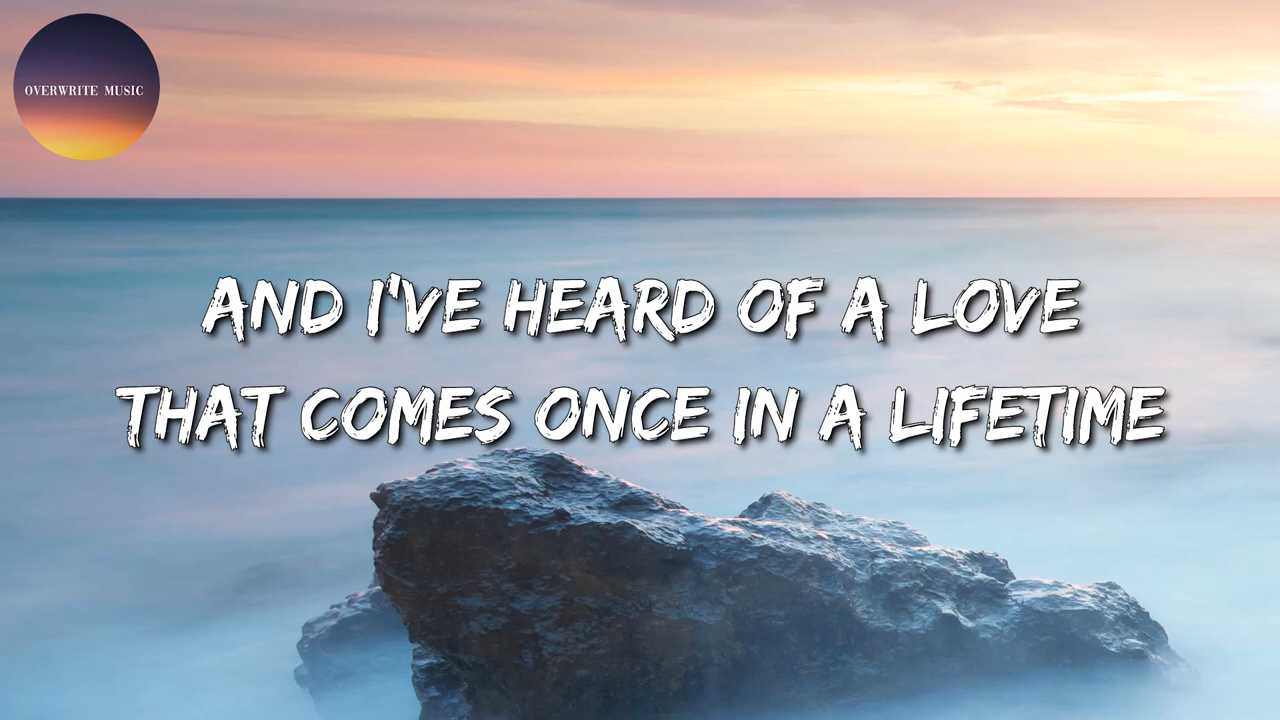 OVERWRITE MUSIC
AND I'VE HEARD OF A LOVE
THAT COMES ONCE IN A LIFETIME